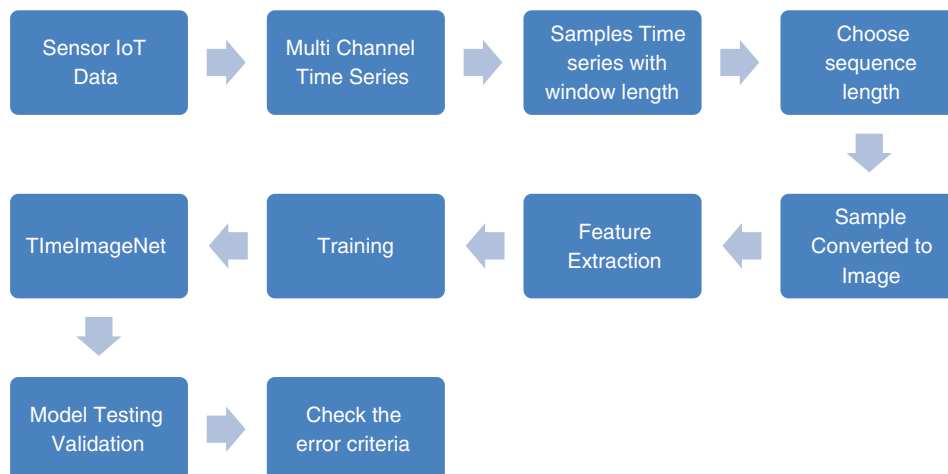 Sensor IoT
Data
Multi Channel
Time Series
Samples Time
series with
window length
Choose
sequence
length
Sample
Converted to
Image
Feature
Extraction
Training
TImeImageNet
Model Testing
Validation
Check the
error criteria